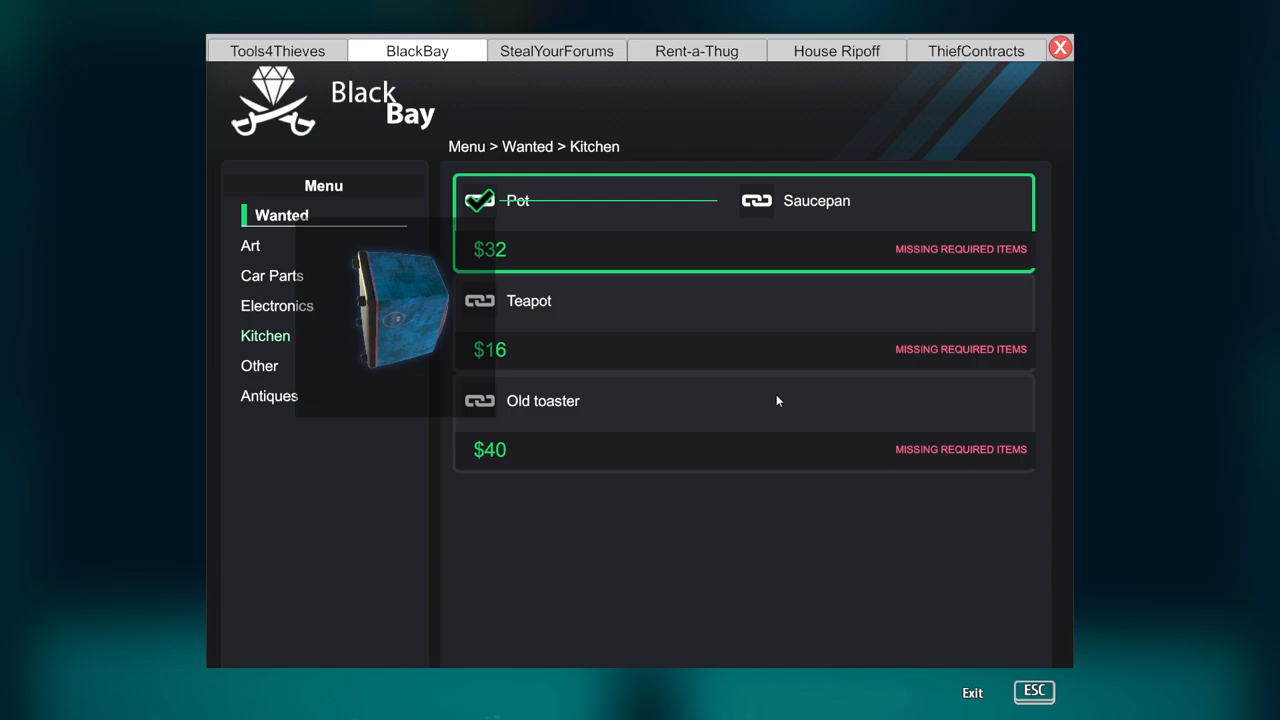 Tools4Thieves BlackBay StealYourForums Rent-a-Thug House Ripoff ThiefContracts X
Black
Bay
Menu > Wanted > Kitchen
Menu
Wanted
Art
Car Parts
Electronics
Kitchen
Other
Antiques
Pot Saucepan
$32 MISSING REQUIRED ITEMS
Teapot
$16 MISSING REQUIRED ITEMS
Old toaster
$40 MISSING REQUIRED ITEMS
Exit ESC